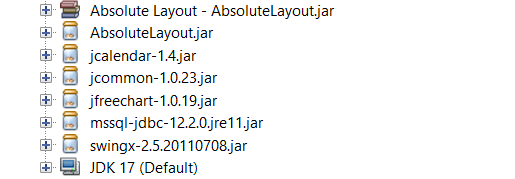 Absolute Layout - AbsoluteLayout.jar
AbsoluteLayout.jar
jcalendar-1.4.jar
jcommon-1.0.23.jar
jfreechart-1.0.19.jar
mssql-jdbc-12.2.0.jre11.jar
swingx-2.5.20110708.jar
JDK 17 (Default)